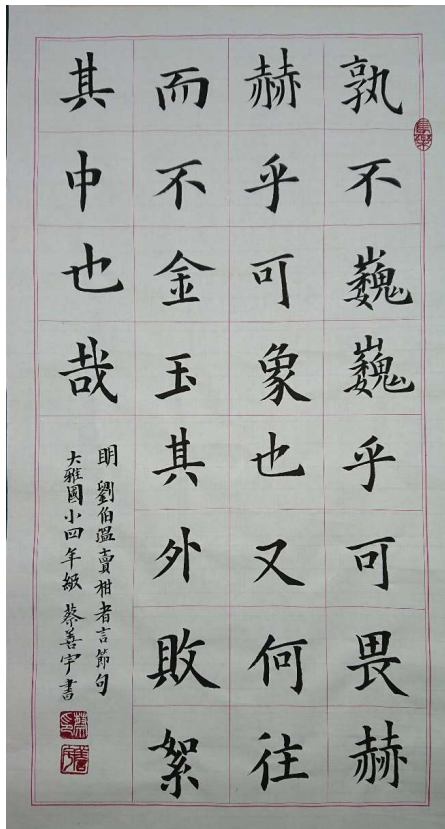 孰不巍巍乎可畏赫
赫乎可象也又何往
而不金玉其外敗絮
其中也哉
明劉伯溫賣柑者言節句
大雅國小四年級蔡善宇書